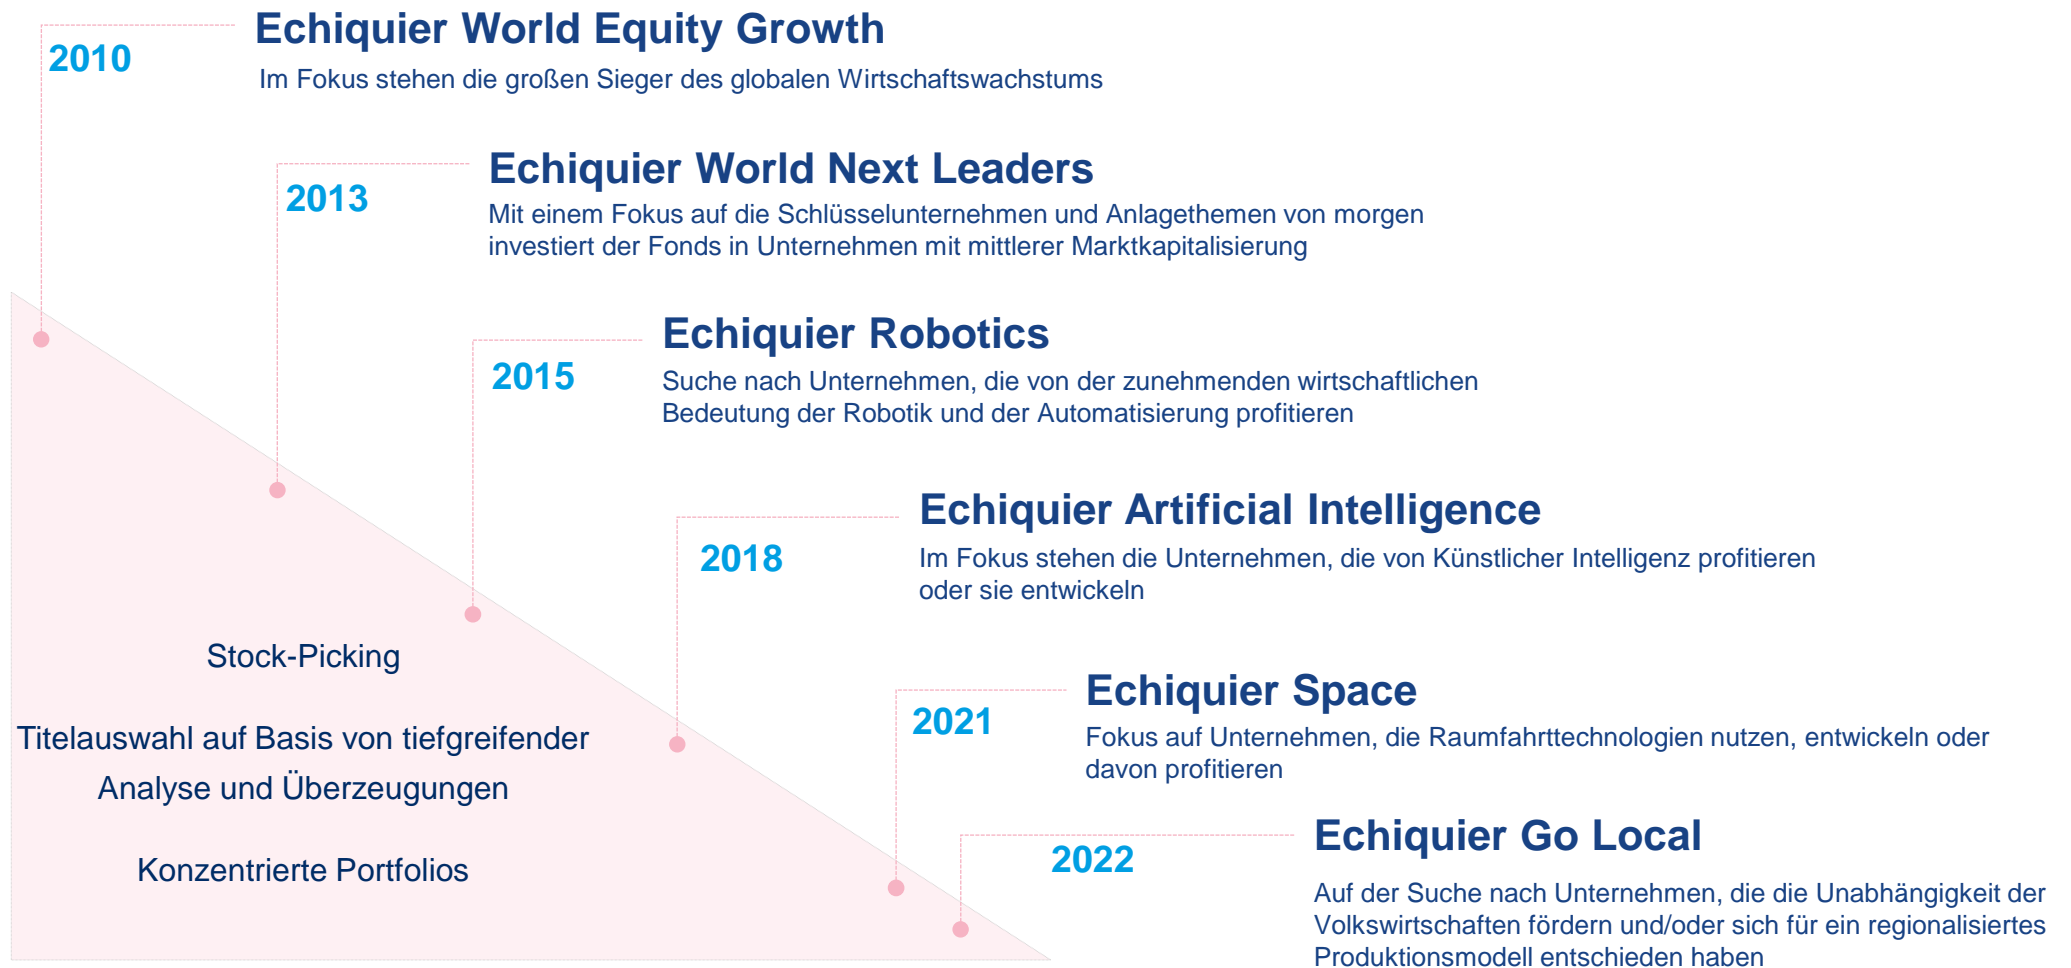 Echiquier World Equity Growth
2010
Im Fokus stehen die großen Sieger des globalen Wirtschaftswachstums
Echiquier World Next Leaders
2013
Mit einem Fokus auf die Schlüsselunternehmen und Anlagethemen von morgen
investiert der Fonds in Unternehmen mit mittlerer Marktkapitalisierung
Echiquier Robotics
2015
Suche nach Unternehmen, die von der zunehmenden wirtschaftlichen
Bedeutung der Robotik und der Automatisierung profitieren
Echiquier Artificial Intelligence
2018
Im Fokus stehen die Unternehmen, die von Künstlicher Intelligenz profitieren
oder sie entwickeln
Echiquier Space
2021
Fokus auf Unternehmen, die Raumfahrttechnologien nutzen, entwickeln oder
davon profitieren
Echiquier Go Local
2022
Auf der Suche nach Unternehmen, die die Unabhängigkeit der
Volkswirtschaften fördern und/oder sich für ein regionalisiertes
Produktionsmodell entschieden haben
Stock-Picking
Titelauswahl auf Basis von tiefgreifender
Analyse und Überzeugungen
Konzentrierte Portfolios